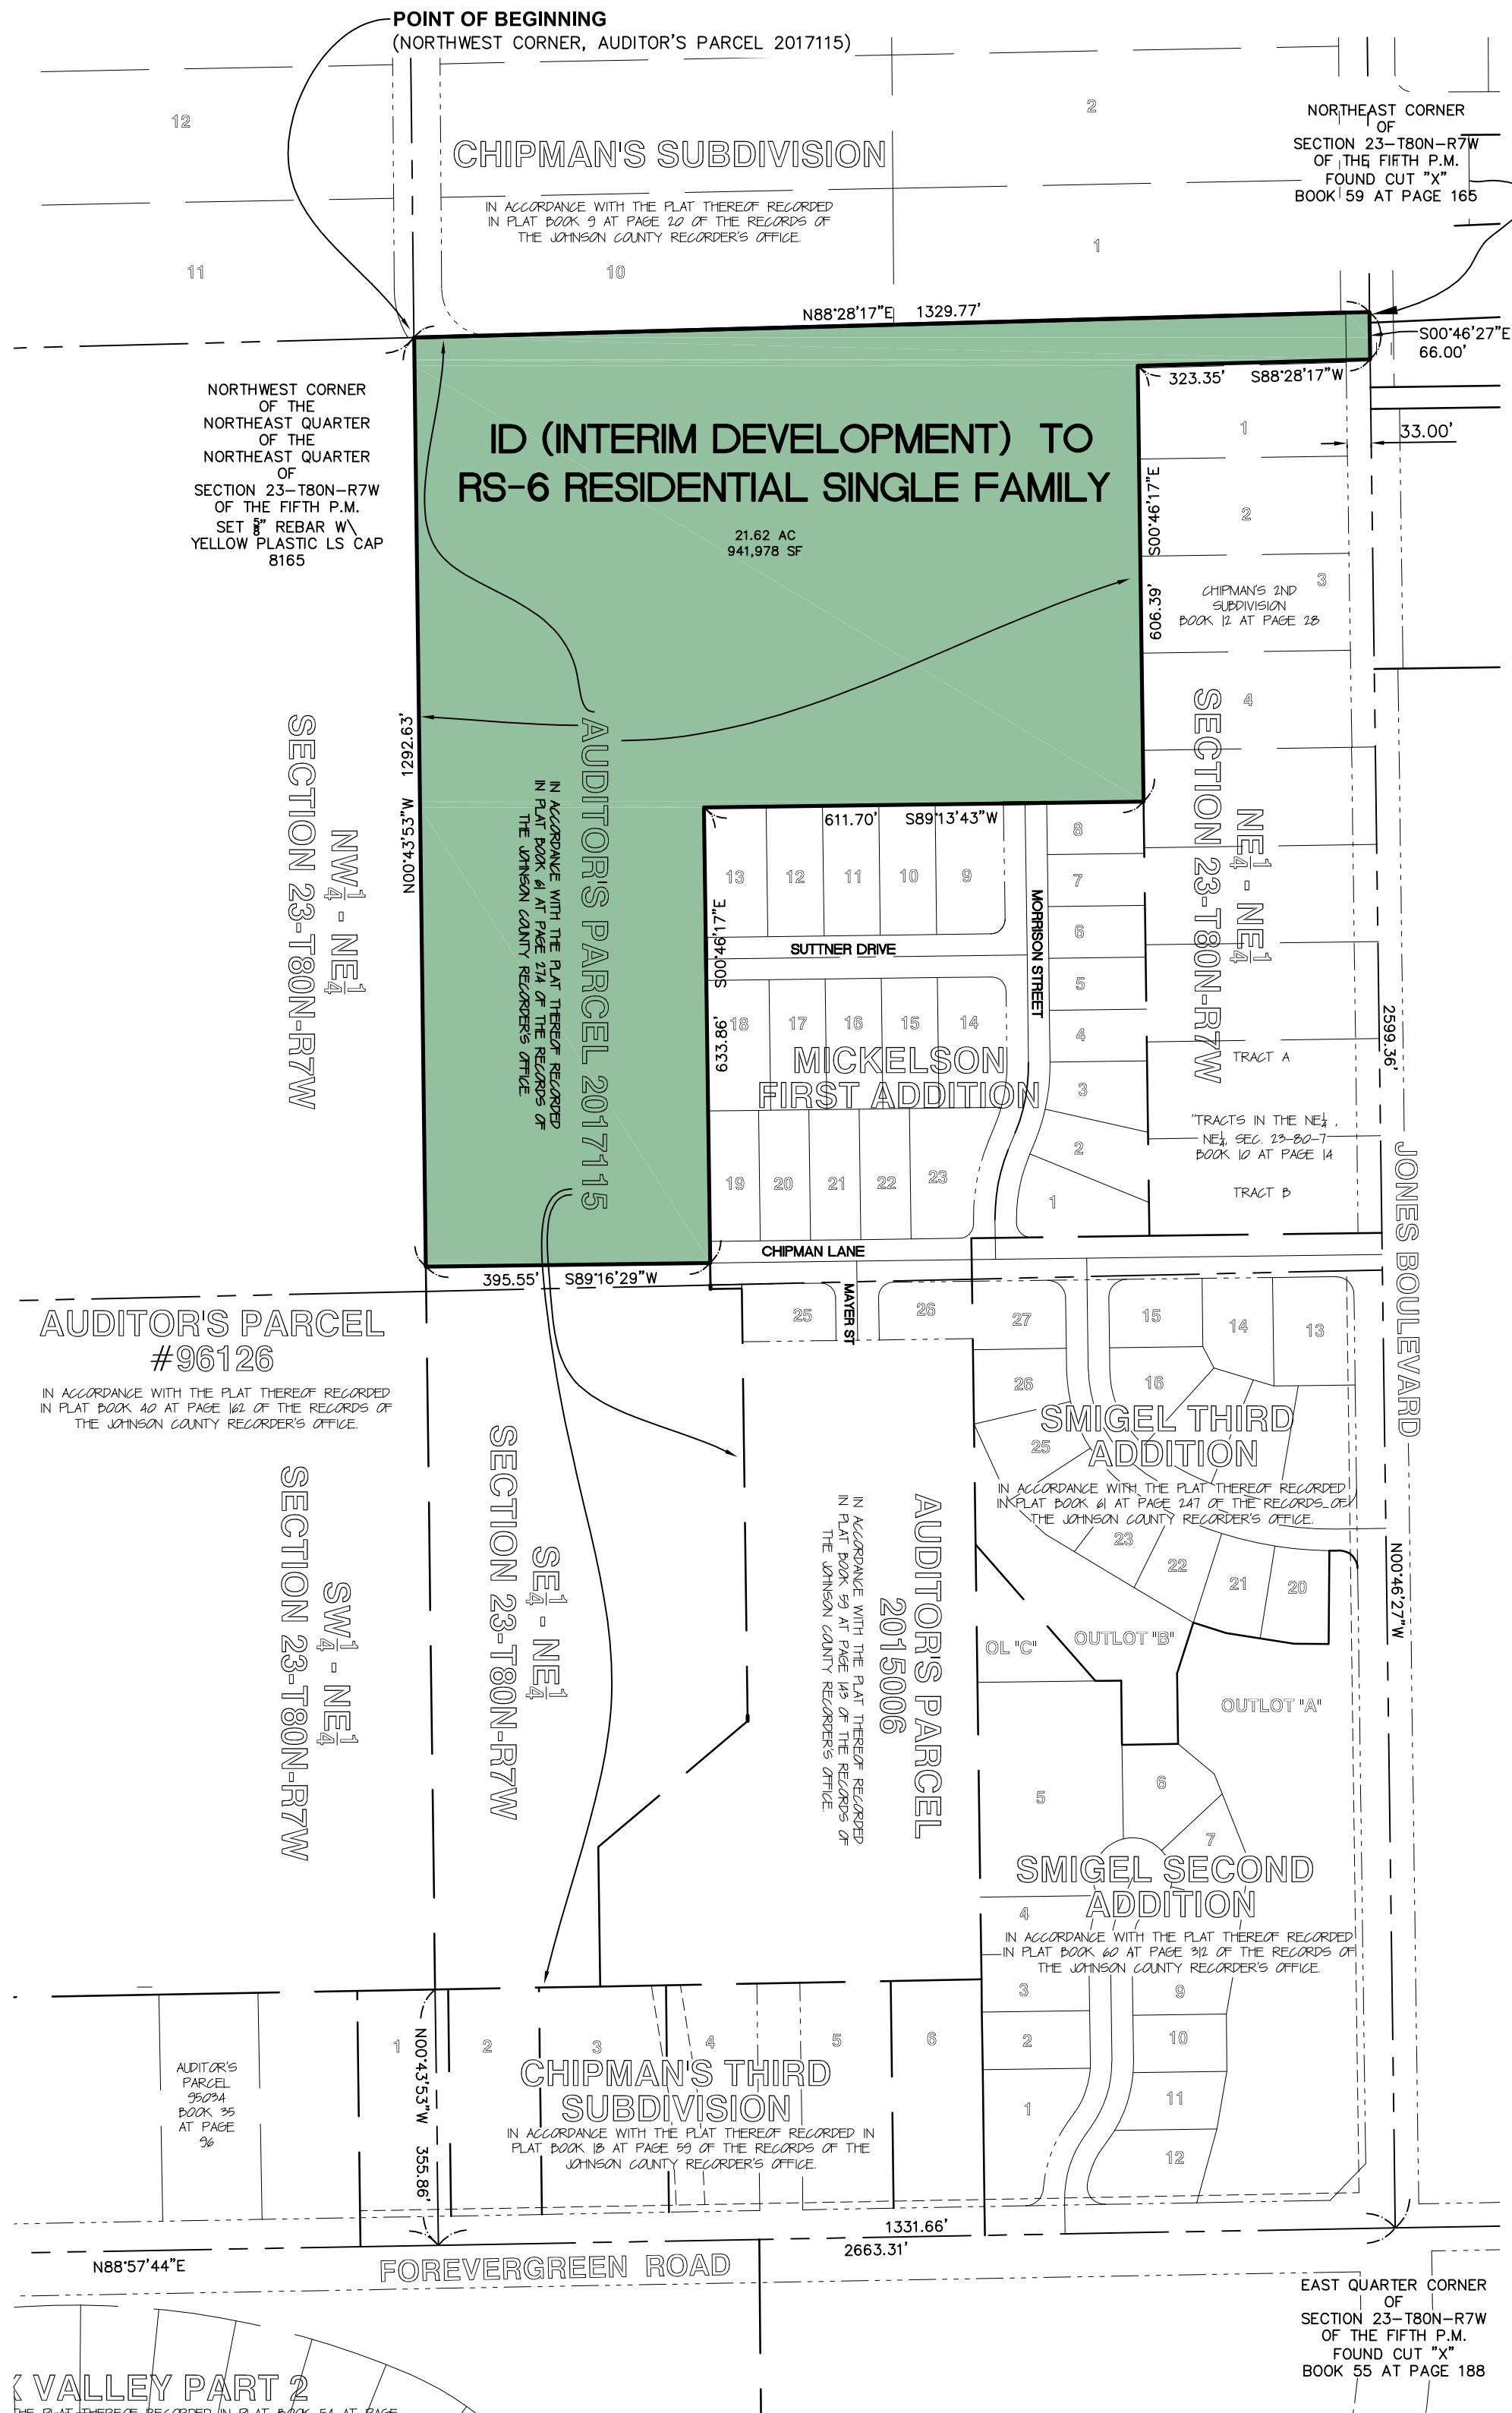 POINT OF BEGINNING
(NORTHWEST CORNER, AUDITOR'S PARCEL 2017115)
12
2
CHIPMAN'S SUBDIVISION
IN ACCORDANCE WITH THE PLAT THEREOF RECORDED
IN PLAT BOOK 9 AT PAGE 20 OF THE RECORDS OF
THE JOHNSON COUNTY RECORDER'S OFFICE.
NORTHEAST CORNER
OF
SECTION 23-T80N-R7W
OF THE FIFTH P.M.
FOUND CUT "X"
BOOK 59 AT PAGE 165
11
10
1
N88°28'17"E 1329.77'
S00°46'27"E
66.00'
323.35' S88°28'17"W
33.00'
NORTHWEST CORNER
OF THE
NORTHEAST QUARTER
OF THE
NORTHEAST QUARTER
OF
SECTION 23-T80N-R7W
OF THE FIFTH P.M.
SET 5/8" REBAR W\
YELLOW PLASTIC LS CAP
8165
ID (INTERIM DEVELOPMENT) TO
RS-6 RESIDENTIAL SINGLE FAMILY
21.62 AC
941,978 SF
1
2
3
4
S00°46'17"E
606.39'
CHIPMAN'S 2ND
SUBDIVISION
BOOK 12 AT PAGE 28
N00°43'53"W 1292.63'
NW1/4 - NE1/4
SECTION 23-T80N-R7W
AUDITOR'S PARCEL 2017115
IN ACCORDANCE WITH THE PLAT THEREOF RECORDED
IN PLAT BOOK 61 AT PAGE 274 OF THE RECORDS OF
THE JOHNSON COUNTY RECORDER'S OFFICE.
NE1/4 - NE1/4
SECTION 23-T80N-R7W
611.70' S89°13'43"W
13
12
11
10
9
8
7
6
5
4
3
2
1
SUTTNER DRIVE
MORRISON STREET
633.86' S00°46'17"E
18
17
16
15
14
MICKELSON
FIRST ADDITION
19
20
21
22
23
TRACT A
"TRACTS IN THE NE1/4,
NE1/4, SEC. 23-80-7
BOOK 10 AT PAGE 14
TRACT B
2599.36'
JONES BOULEVARD
CHIPMAN LANE
395.55' S89°16'29"W
MAYER ST
25
26
27
15
14
13
AUDITOR'S PARCEL
#96126
IN ACCORDANCE WITH THE PLAT THEREOF RECORDED
IN PLAT BOOK 40 AT PAGE 162 OF THE RECORDS OF
THE JOHNSON COUNTY RECORDER'S OFFICE.
26
16
25
SMIGEL THIRD
ADDITION
IN ACCORDANCE WITH THE PLAT THEREOF RECORDED
IN PLAT BOOK 61 AT PAGE 247 OF THE RECORDS OF
THE JOHNSON COUNTY RECORDER'S OFFICE.
23
22
21
20
N00°46'27"W
SW1/4 - NE1/4
SECTION 23-T80N-R7W
SE1/4 - NE1/4
SECTION 23-T80N-R7W
AUDITOR'S PARCEL
2015006
IN ACCORDANCE WITH THE PLAT THEREOF RECORDED
IN PLAT BOOK 59 AT PAGE 143 OF THE RECORDS OF
THE JOHNSON COUNTY RECORDER'S OFFICE.
OL "C"
OUTLOT "B"
OUTLOT "A"
5
6
7
SMIGEL SECOND
ADDITION
4
IN ACCORDANCE WITH THE PLAT THEREOF RECORDED
IN PLAT BOOK 60 AT PAGE 312 OF THE RECORDS OF
THE JOHNSON COUNTY RECORDER'S OFFICE.
3
9
2
10
1
11
12
AUDITOR'S
PARCEL
95034
BOOK 35
AT PAGE
96
N00°43'53"W 355.86'
1
2
3
4
5
6
CHIPMAN'S THIRD
SUBDIVISION
IN ACCORDANCE WITH THE PLAT THEREOF RECORDED IN
PLAT BOOK 18 AT PAGE 59 OF THE RECORDS OF THE
JOHNSON COUNTY RECORDER'S OFFICE.
1331.66'
2663.31'
N88°57'44"E
FOREVERGREEN ROAD
EAST QUARTER CORNER
OF
SECTION 23-T80N-R7W
OF THE FIFTH P.M.
FOUND CUT "X"
BOOK 55 AT PAGE 188
VALLEY PART 2
THE PLAT THEREOF RECORDED IN PLAT BOOK 54 AT PAGE